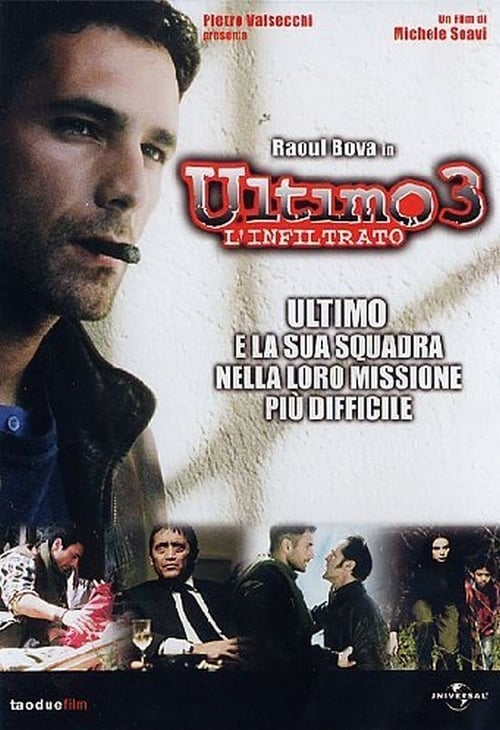 Pietro Valsecchi
presenta
Un Film di
Michele Soavi
Raoul Bova in
Ultimo 3
L'INFILTRATO
ULTIMO
E LA SUA SQUADRA
NELLA LORO MISSIONE
PIÙ DIFFICILE
taoduefilm
UNIVERSAL